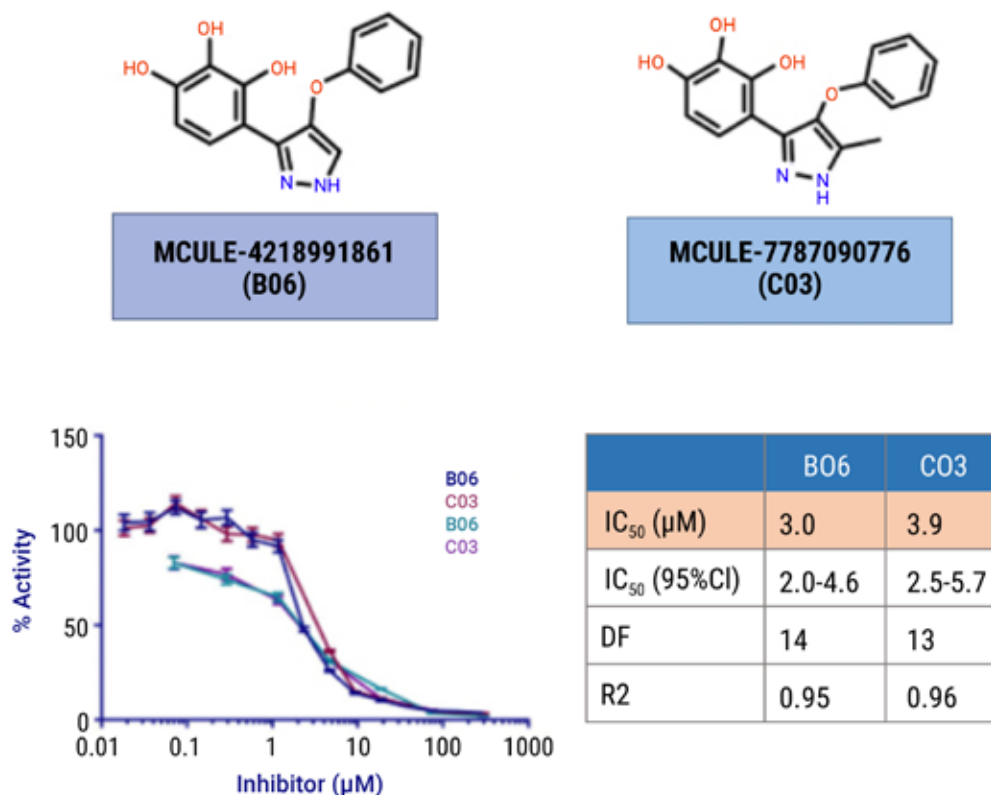 OH
HO
OH
O
N
NH
MCULE-4218991861
(B06)
OH
HO
OH
O
N
N
H
MCULE-7787090776
(C03)
150
100
50
0
% Activity
0.01 0.1 1 10 100 1000
Inhibitor (µM)
B06
C03
B06
C03
BO6 CO3
IC₅₀ (µM) 3.0 3.9
IC₅₀ (95%CI) 2.0-4.6 2.5-5.7
DF 14 13
R2 0.95 0.96